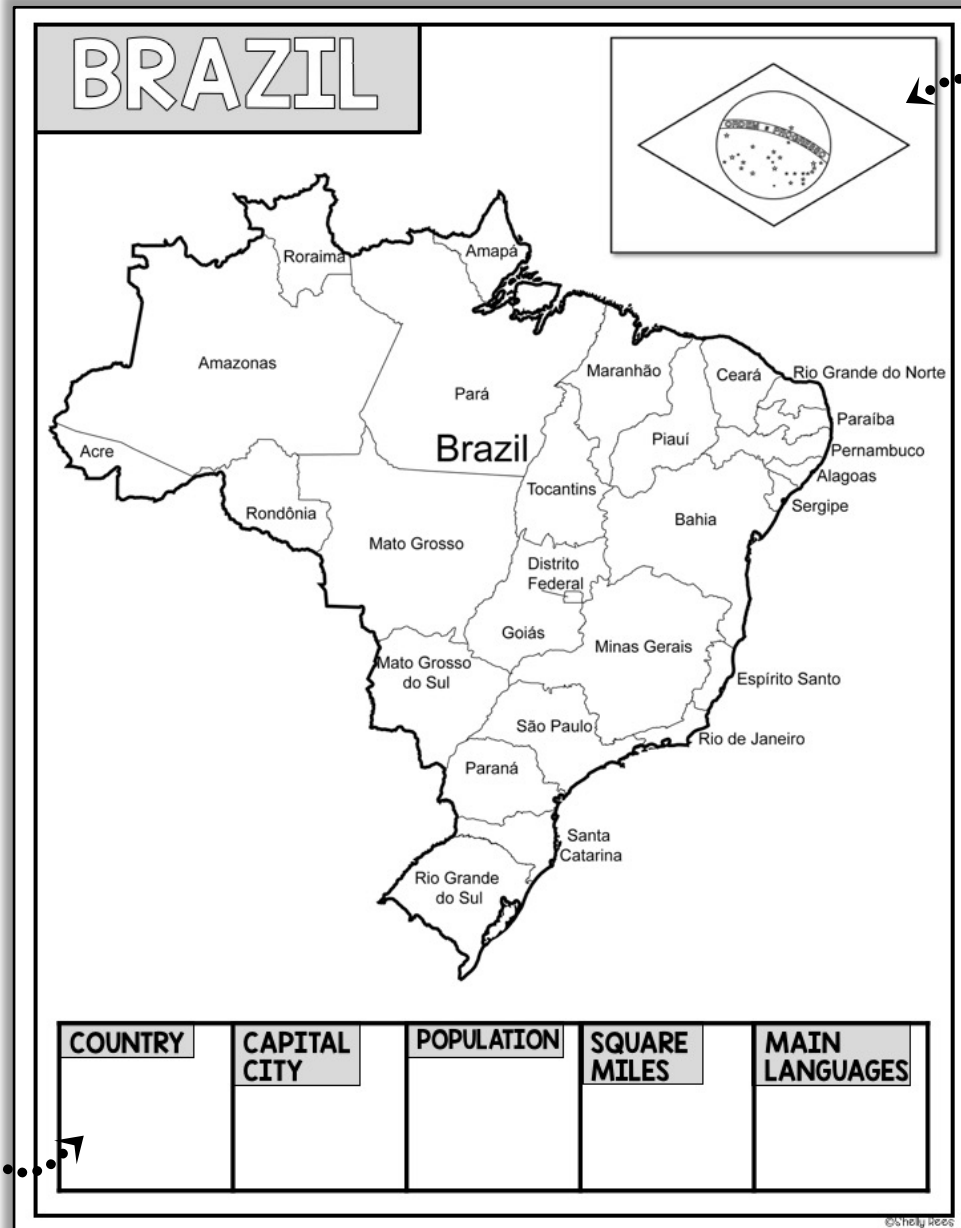 BRAZIL
ORDEM E PROGRESSO
Roraima
Amapá
Amazonas
Pará
Maranhão
Ceará
Rio Grande do Norte
Paraíba
Piauí
Pernambuco
Acre
Brazil
Alagoas
Tocantins
Sergipe
Rondônia
Bahia
Mato Grosso
Distrito
Federal
Goiás
Minas Gerais
Mato Grosso
do Sul
Espírito Santo
São Paulo
Rio de Janeiro
Paraná
Santa
Catarina
Rio Grande
do Sul
COUNTRY
CAPITAL
CITY
POPULATION
SQUARE
MILES
MAIN
LANGUAGES
©Shelly Rees